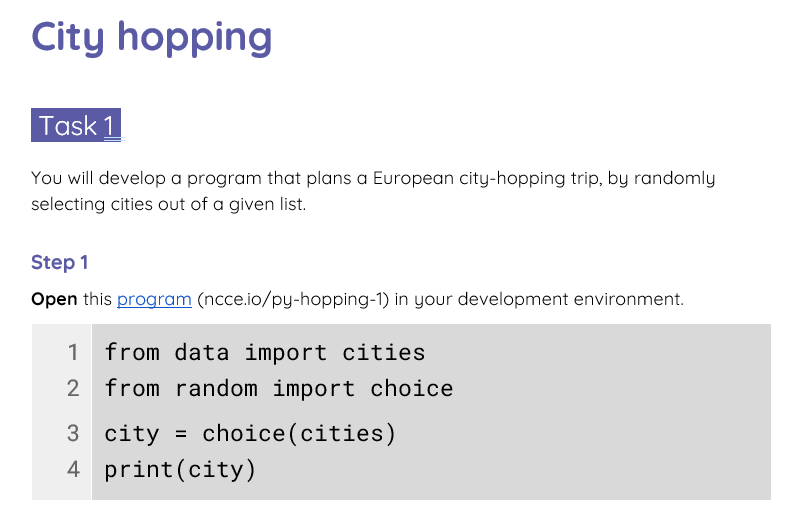 City hopping
Task 1
You will develop a program that plans a European city-hopping trip, by randomly
selecting cities out of a given list.
Step 1
Open this program (ncce.io/py-hopping-1) in your development environment.
1 from data import cities
2 from random import choice
3 city = choice(cities)
4 print(city)